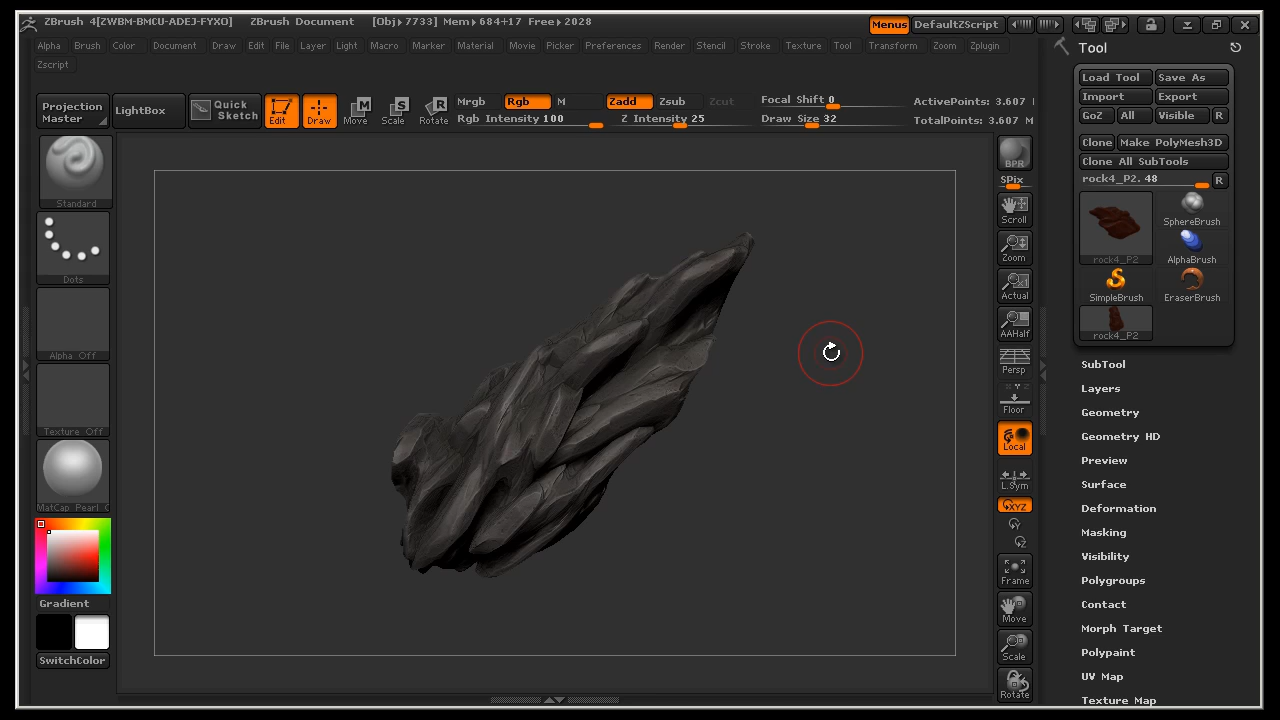 ZBrush 4[ZWBM-BMCU-ADEJ-FYXO] ZBrush Document [Obj▸7733] Mem▸684+17 Free▸2028 Menus DefaultZScript
Alpha Brush Color Document Draw Edit File Layer Light Macro Marker Material Movie Picker Preferences Render Stencil Stroke Texture Tool Transform Zoom Zplugin
Zscript
Projection Master
LightBox
Quick Sketch
Edit
Draw
Move
Scale
Rotate
Mrgb Rgb M
Rgb Intensity 100
Zadd Zsub Zcut
Z Intensity 25
Focal Shift 0
Draw Size 32
ActivePoints: 3.607
TotalPoints: 3.607 M
Standard
Dots
Alpha Off
Texture Off
MatCap Pearl
Gradient
SwitchColor
BPR
SPix
Scroll
Zoom
Actual
AAHalf
Persp
Floor
Local
L.Sym
XYZ
Y
Z
Frame
Move
Scale
Rotate
Tool
Load Tool Save As
Import Export
GoZ All Visible R
Clone Make PolyMesh3D
Clone All SubTools
rock4_P2. 48 R
rock4_P2
SphereBrush
AlphaBrush
SimpleBrush
EraserBrush
rock4_P2
SubTool
Layers
Geometry
Geometry HD
Preview
Surface
Deformation
Masking
Visibility
Polygroups
Contact
Morph Target
Polypaint
UV Map
Texture Map